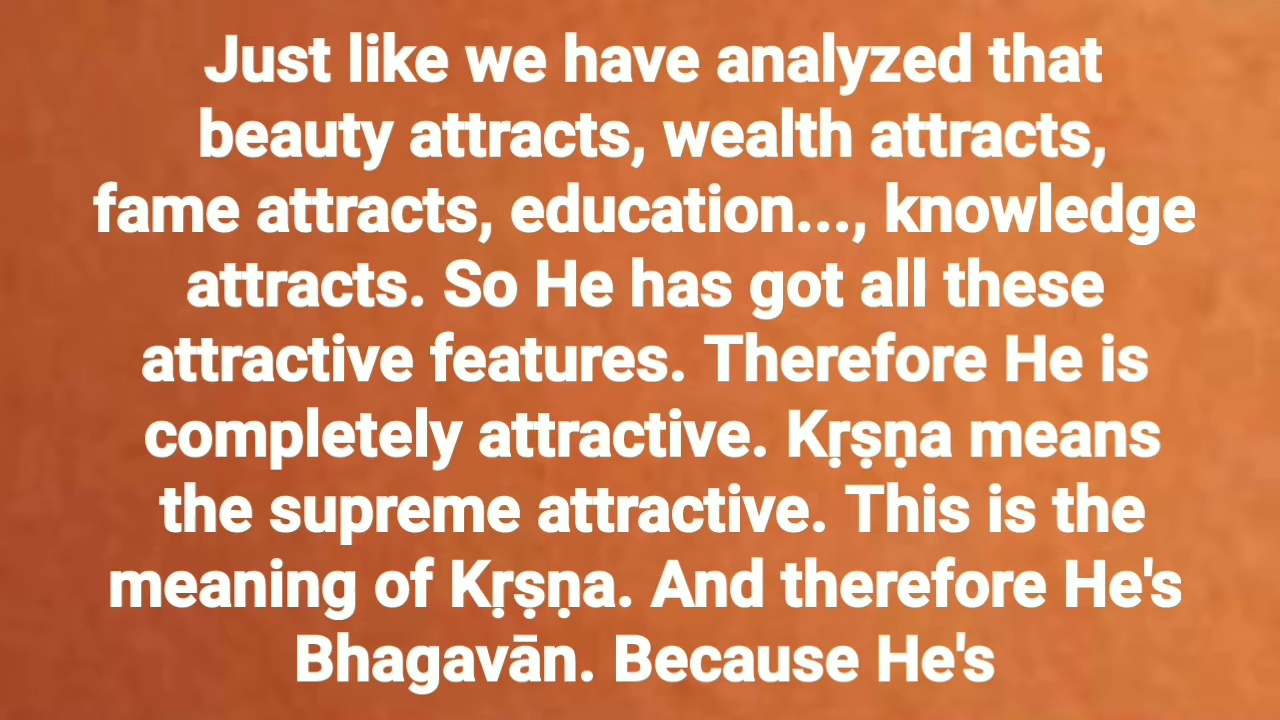 Just like we have analyzed that
beauty attracts, wealth attracts,
fame attracts, education..., knowledge
attracts. So He has got all these
attractive features. Therefore He is
completely attractive. Kṛṣṇa means
the supreme attractive. This is the
meaning of Kṛṣṇa. And therefore He's
Bhagavān. Because He's